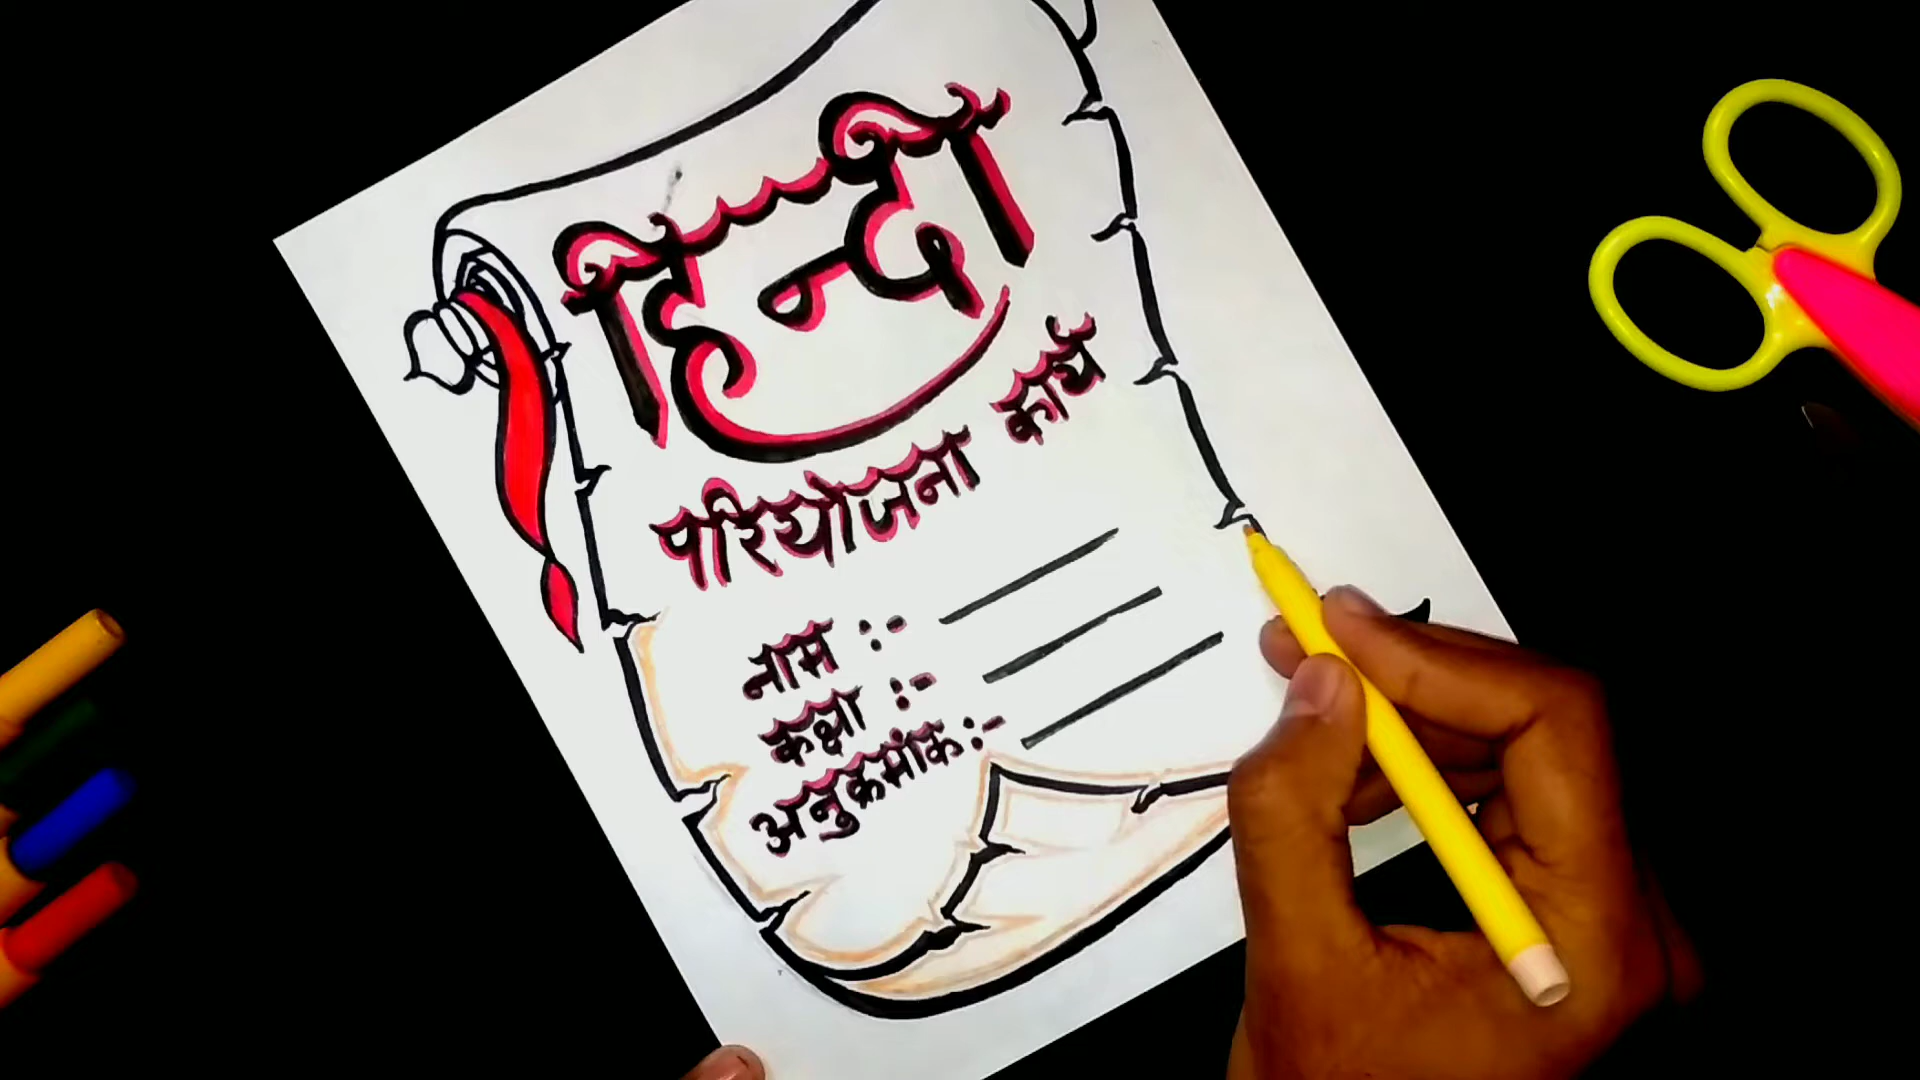 हिन्दी
परियोजना कार्य
नाम :-
कक्षा :-
अनुक्रमांक:-